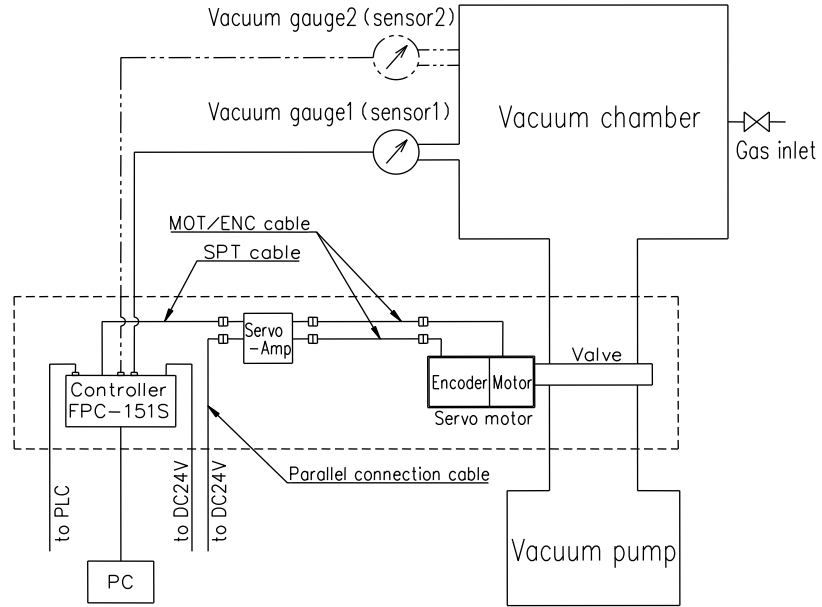 Vacuum gauge2 (sensor2)
Vacuum gauge1 (sensor1)
Vacuum chamber
Gas inlet
MOT/ENC cable
SPT cable
Servo
-Amp
Valve
Encoder
Motor
Servo motor
Controller
FPC-151S
Parallel connection cable
to PLC
to DC24V
to DC24V
Vacuum pump
PC